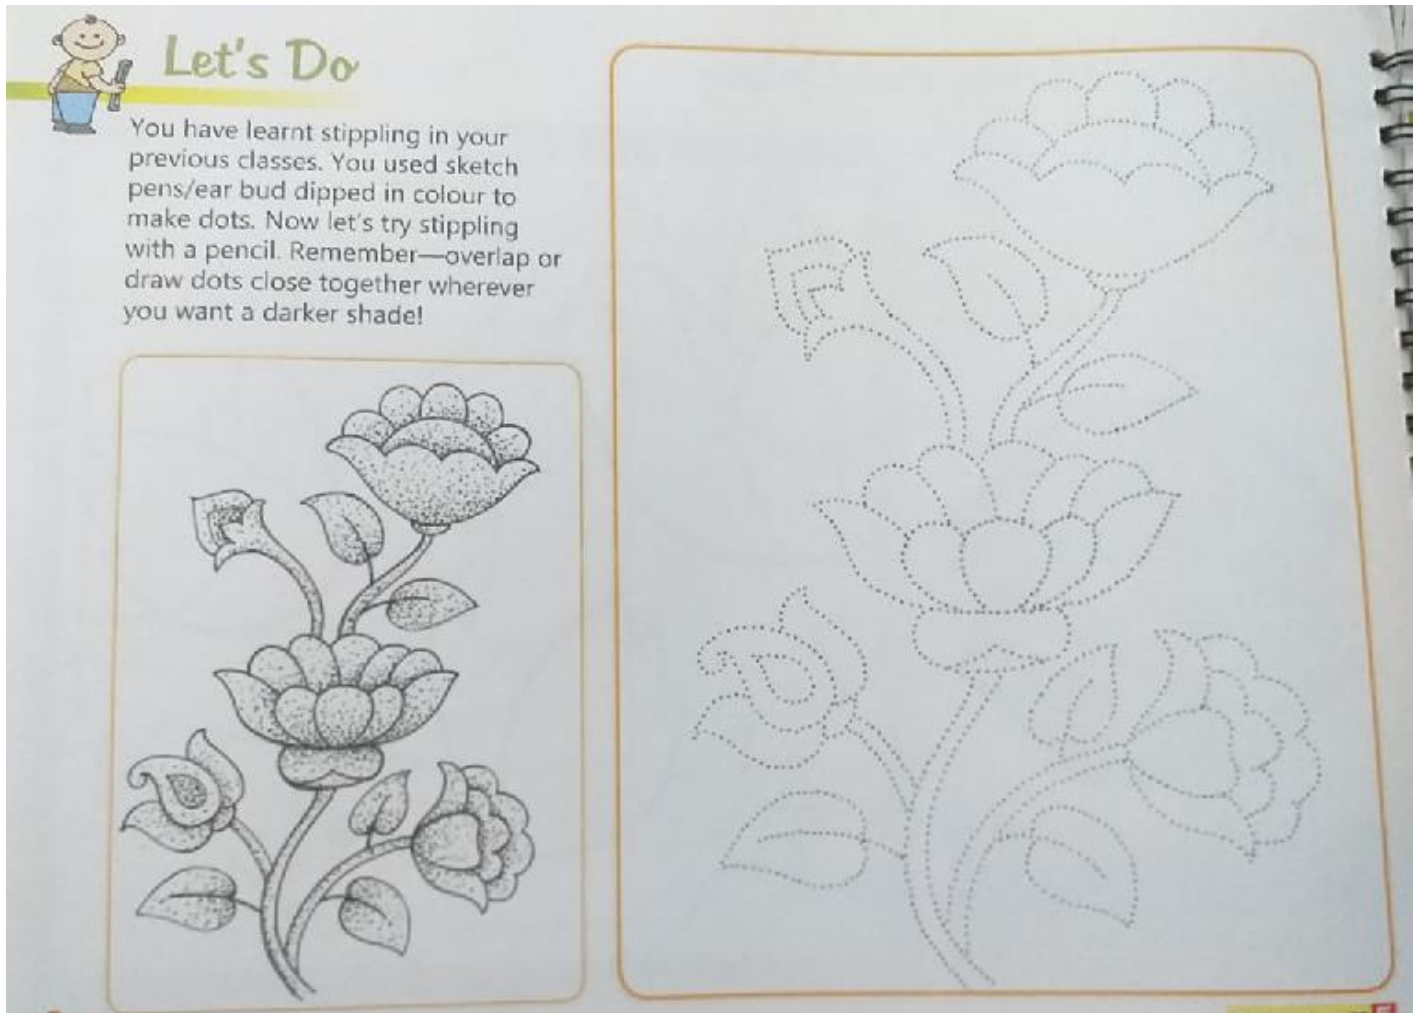 Let's Do
You have learnt stippling in your
previous classes. You used sketch
pens/ear bud dipped in colour to
make dots. Now let's try stippling
with a pencil. Remember—overlap or
draw dots close together wherever
you want a darker shade!